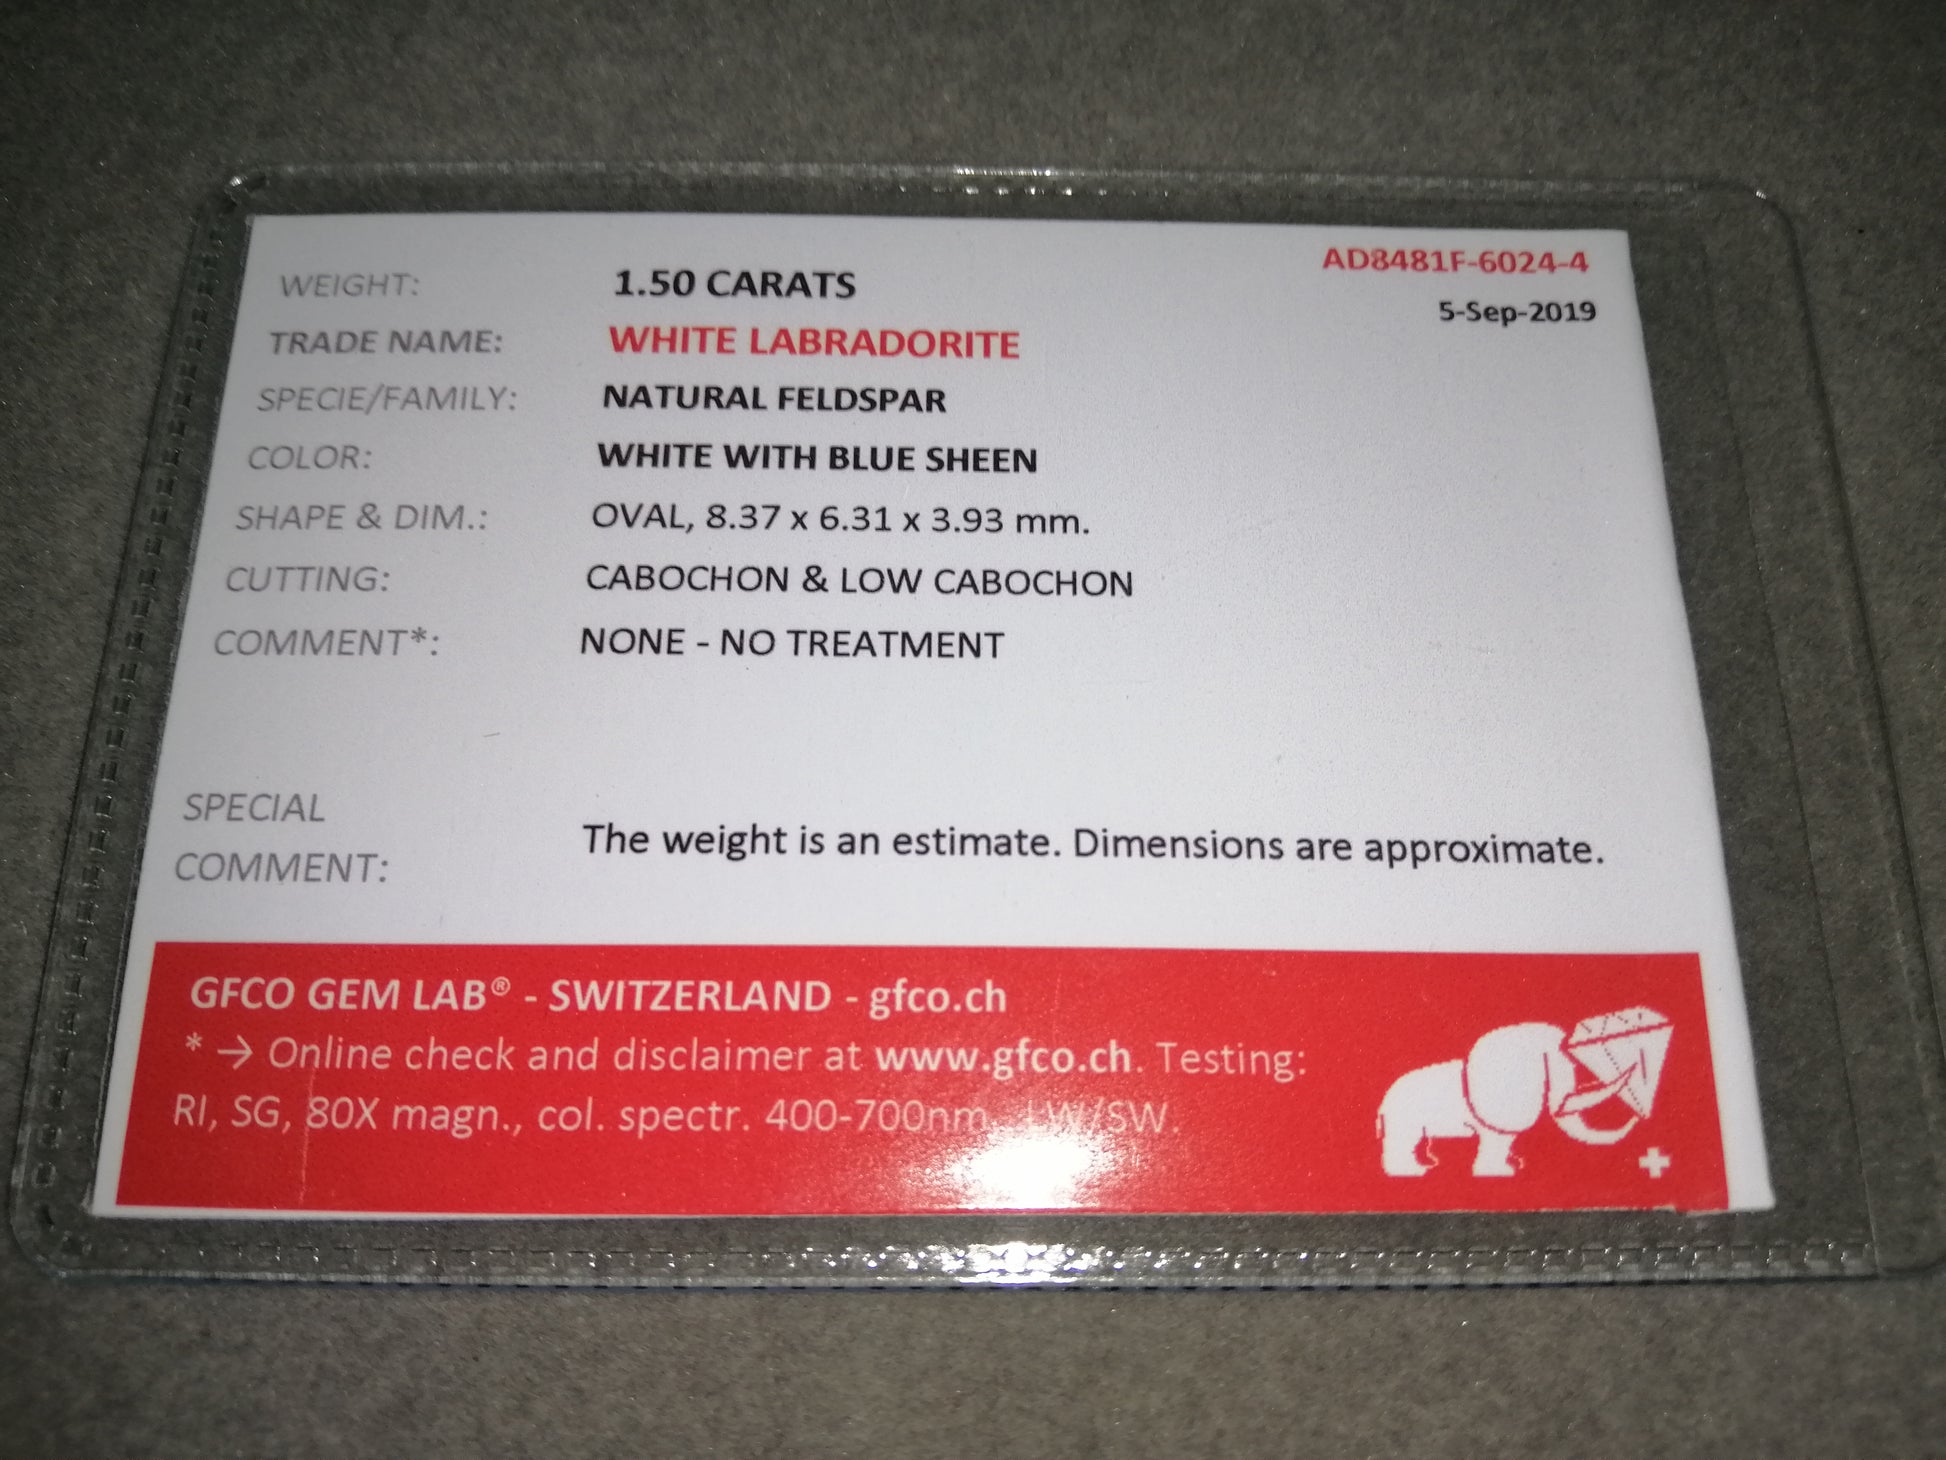 AD8481F-6024-4
5-Sep-2019
WEIGHT: 1.50 CARATS
TRADE NAME: WHITE LABRADORITE
SPECIE/FAMILY: NATURAL FELDSPAR
COLOR: WHITE WITH BLUE SHEEN
SHAPE & DIM.: OVAL, 8.37 x 6.31 x 3.93 mm.
CUTTING: CABOCHON & LOW CABOCHON
COMMENT*: NONE - NO TREATMENT
SPECIAL
COMMENT: The weight is an estimate. Dimensions are approximate.
GFCO GEM LAB® - SWITZERLAND - gfco.ch
* → Online check and disclaimer at www.gfco.ch. Testing:
RI, SG, 80X magn., col. spectr. 400-700nm, LW/SW.